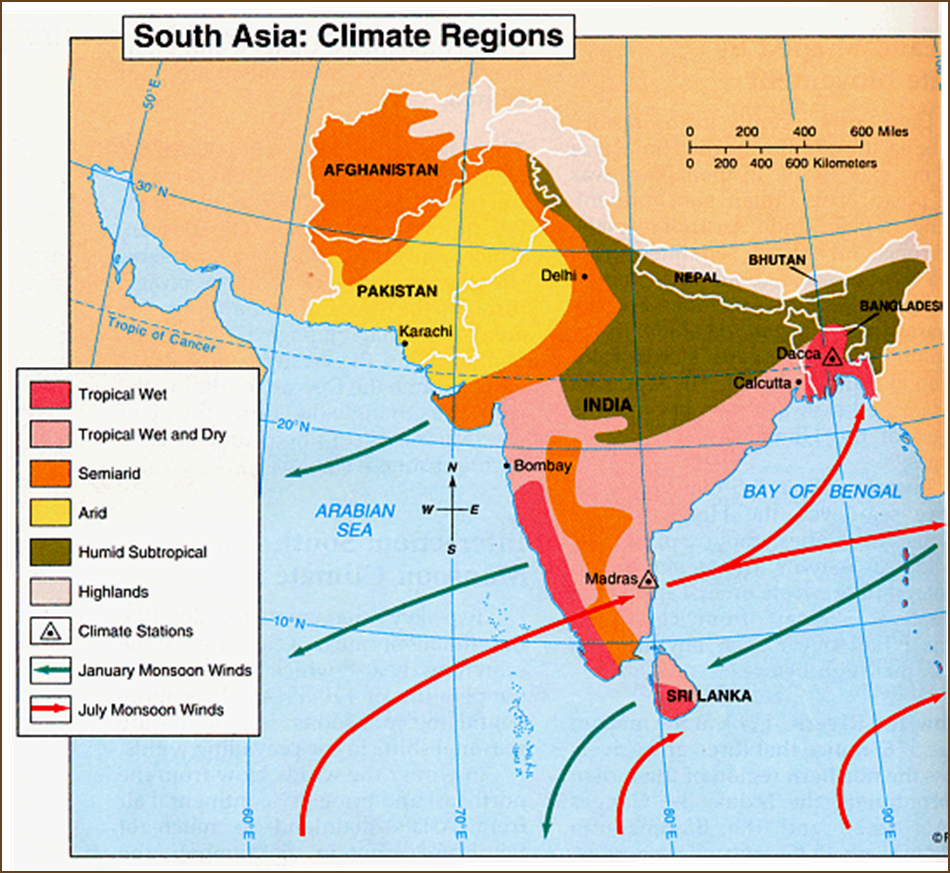 South Asia: Climate Regions
50°E
0 200 400 600 Miles
0 200 400 600 Kilometers
AFGHANISTAN
30°N
BHUTAN
Delhi
NEPAL
PAKISTAN
BANGLADESH
Karachi
Tropic of Cancer
Dacca
Calcutta
INDIA
20°N
Bombay
ARABIAN
SEA
N
W E
S
BAY OF BENGAL
Madras
10°N
SRI LANKA
60°E
70°E
80°E
90°E
Tropical Wet
Tropical Wet and Dry
Semiarid
Arid
Humid Subtropical
Highlands
Climate Stations
January Monsoon Winds
July Monsoon Winds